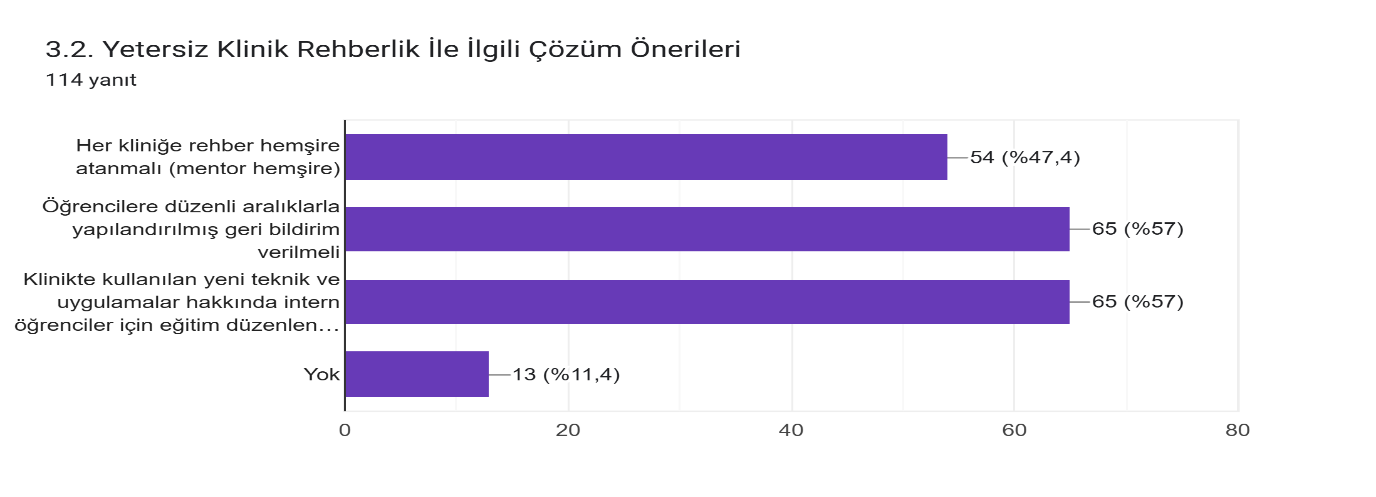 3.2. Yetersiz Klinik Rehberlik İle İlgili Çözüm Önerileri
114 yanıt
Her kliniğe rehber hemşire
atanmalı (mentor hemşire)
54 (%47,4)
Öğrencilere düzenli aralıklarla
yapılandırılmış geri bildirim
verilmeli
65 (%57)
Klinikte kullanılan yeni teknik ve
uygulamalar hakkında intern
öğrenciler için eğitim düzenlen…
65 (%57)
Yok
13 (%11,4)
0 20 40 60 80